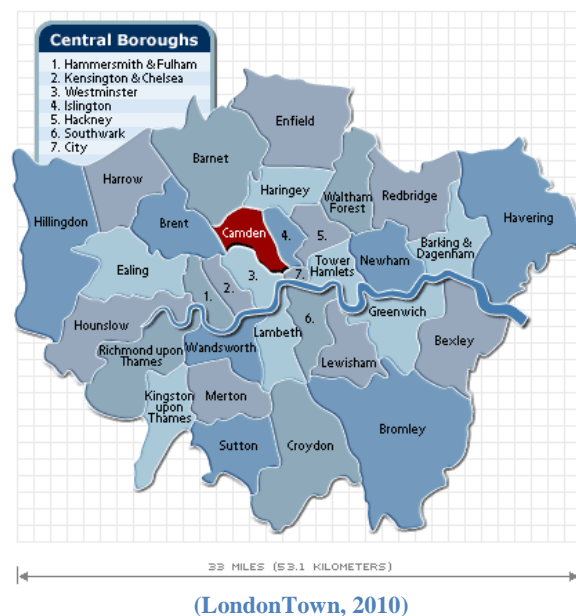 Central Boroughs
1. Hammersmith & Fulham
2. Kensington & Chelsea
3. Westminster
4. Islington
5. Hackney
6. Southwark
7. City
Enfield
Barnet
Harrow
Haringey
Waltham
Forest
Redbridge
Hillingdon
Brent
Camden
4.
5.
Havering
Barking &
Dagenham
Ealing
3.
7.
Tower
Hamlets
Newham
1.
2.
Hounslow
6.
Greenwich
Lambeth
Bexley
Richmond upon
Thames
Wandsworth
Lewisham
Kingston
upon
Thames
Merton
Bromley
Sutton
Croydon
33 MILES (53.1 KILOMETERS)
(LondonTown, 2010)